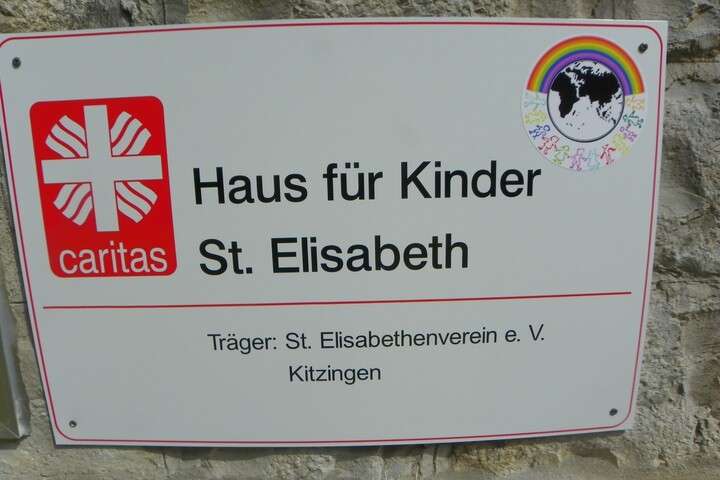 caritas
Haus für Kinder
St. Elisabeth
Träger: St. Elisabethenverein e. V.
Kitzingen